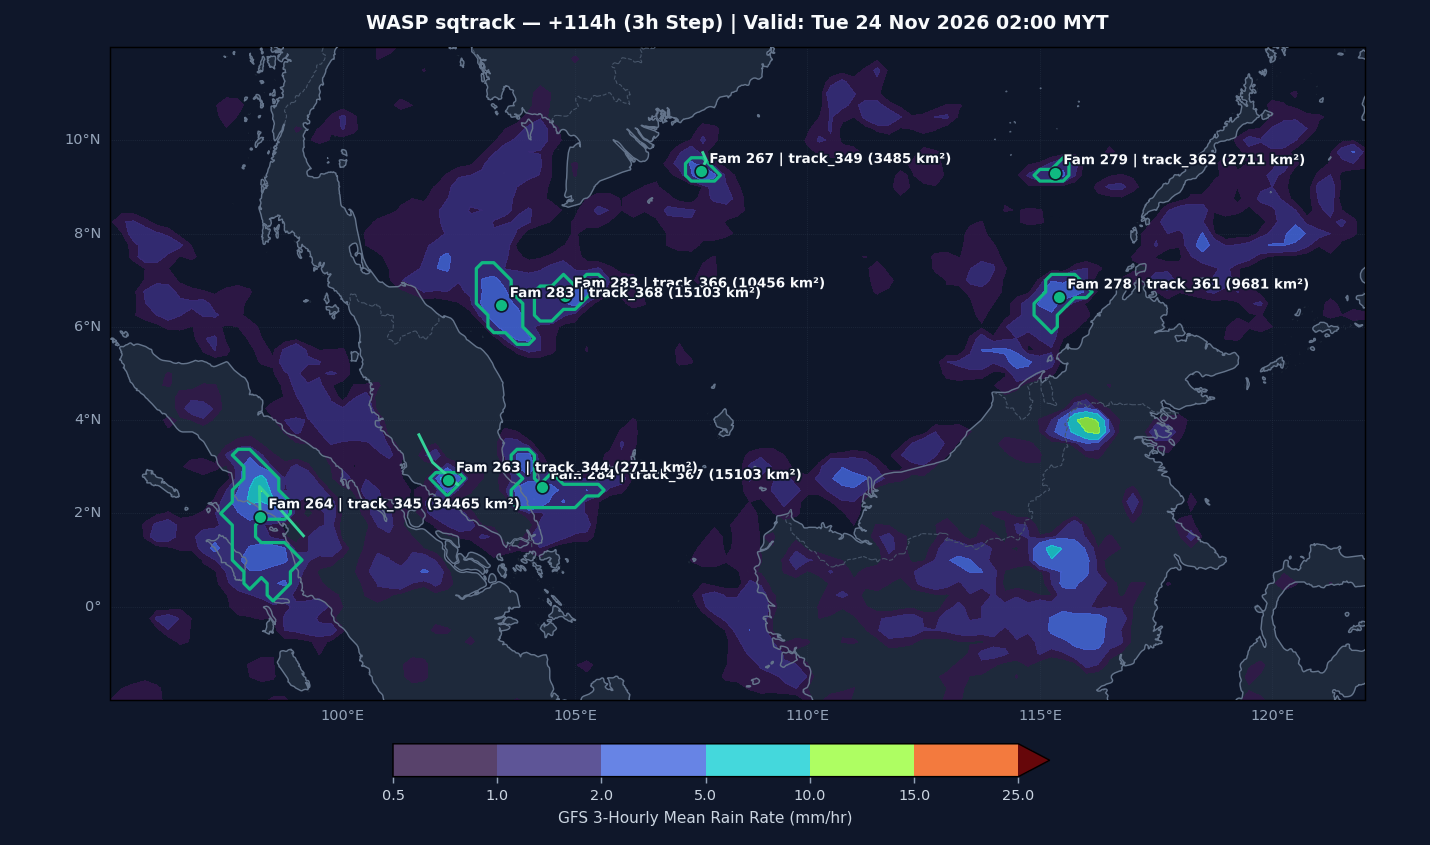 WASP sqtrack — +114h (3h Step) | Valid: Tue 24 Nov 2026 02:00 MYT
10°N
8°N
6°N
4°N
2°N
0°
Fam 267 | track_349 (3485 km²)
Fam 279 | track_362 (2711 km²)
Fam 283 | track_366 (10456 km²)
Fam 283 | track_368 (15103 km²)
Fam 278 | track_361 (9681 km²)
Fam 263 | track_344 (2711 km²)
Fam 284 | track_367 (15103 km²)
Fam 264 | track_345 (34465 km²)
100°E 105°E 110°E 115°E 120°E
0.5 1.0 2.0 5.0 10.0 15.0 25.0
GFS 3-Hourly Mean Rain Rate (mm/hr)